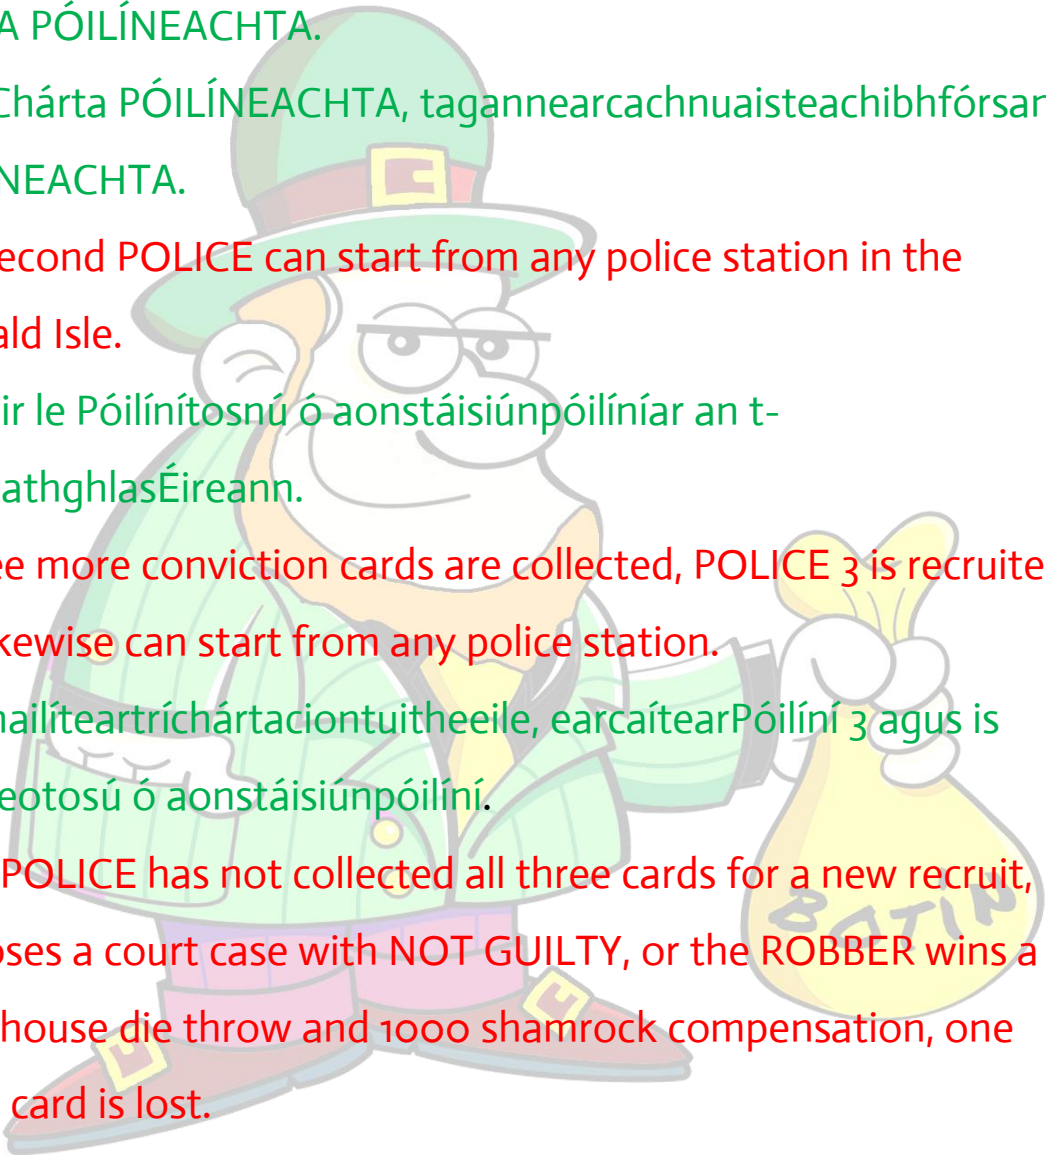 A PÓILÍNEACHTA.
Chárta PÓILÍNEACHTA, tagannearcachnuaisteachibhfórsan
NEACHTA.
econd POLICE can start from any police station in the
ald Isle.
ir le Póilínítosnú ó aonstáisiúnpóilíníar an t-
athghlasÉireann.
ee more conviction cards are collected, POLICE 3 is recruite
kewise can start from any police station.
nailíteartríchártaciontuitheeile, earcaítearPóilíní 3 agus is
eotosú ó aonstáisiúnpóilíní.
POLICE has not collected all three cards for a new recruit,
oses a court case with NOT GUILTY, or the ROBBER wins a
house die throw and 1000 shamrock compensation, one
card is lost.
BATIN